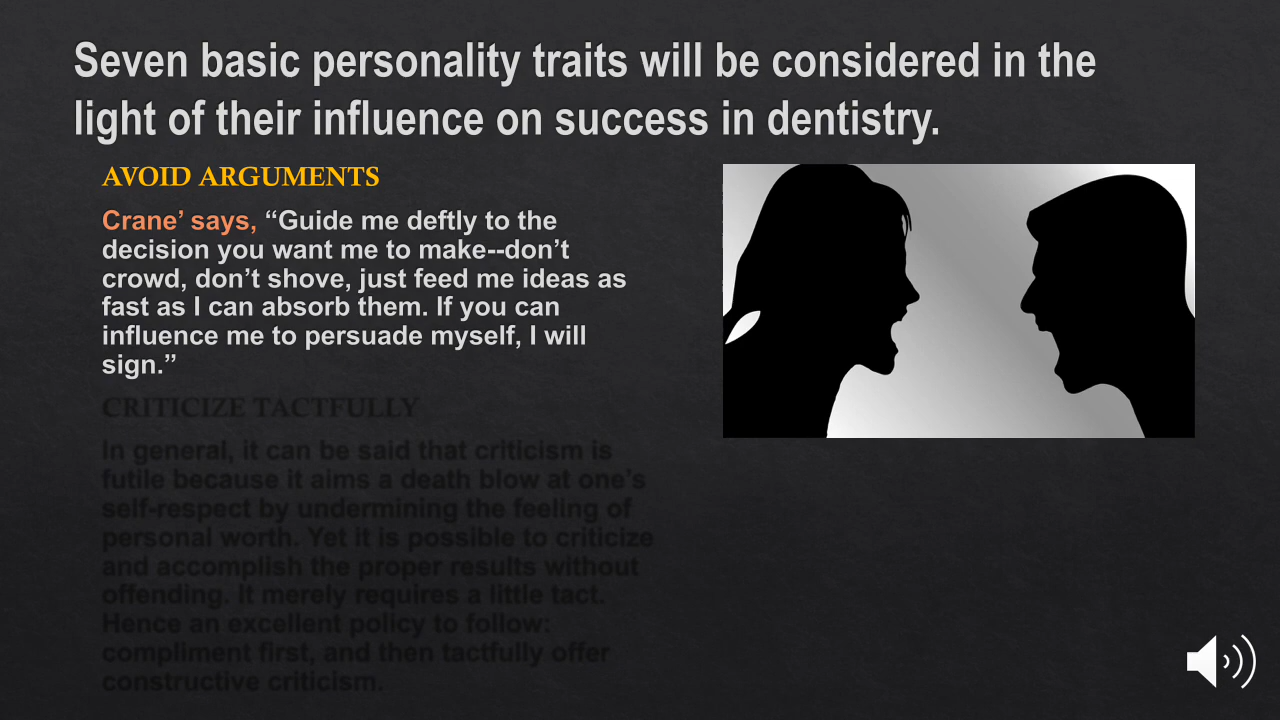 Seven basic personality traits will be considered in the
light of their influence on success in dentistry.
AVOID ARGUMENTS
Crane’ says, “Guide me deftly to the
decision you want me to make--don’t
crowd, don’t shove, just feed me ideas as
fast as I can absorb them. If you can
influence me to persuade myself, I will
sign.”
CRITICIZE TACTFULLY
In general, it can be said that criticism is
futile because it aims a death blow at one’s
self-respect by undermining the feeling of
personal worth. Yet it is possible to criticize
and accomplish the proper results without
offending. It merely requires a little tact.
Hence an excellent policy to follow:
compliment first, and then tactfully offer
constructive criticism.